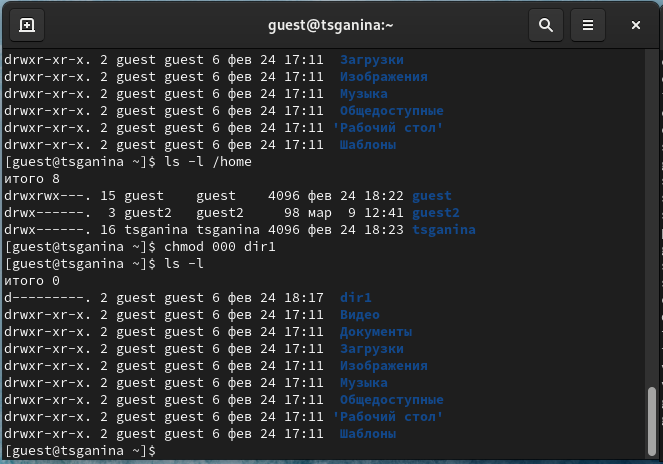 guest@tsganina:~
drwxr-xr-x. 2 guest guest 6 фев 24 17:11  Загрузки
drwxr-xr-x. 2 guest guest 6 фев 24 17:11  Изображения
drwxr-xr-x. 2 guest guest 6 фев 24 17:11  Музыка
drwxr-xr-x. 2 guest guest 6 фев 24 17:11  Общедоступные
drwxr-xr-x. 2 guest guest 6 фев 24 17:11 'Рабочий стол'
drwxr-xr-x. 2 guest guest 6 фев 24 17:11  Шаблоны
[guest@tsganina ~]$ ls -l /home
итого 8
drwxrwx---. 15 guest    guest    4096 фев 24 18:22 guest
drwx------.  3 guest2   guest2     98 мар  9 12:41 guest2
drwx------. 16 tsganina tsganina 4096 фев 24 18:23 tsganina
[guest@tsganina ~]$ chmod 000 dir1
[guest@tsganina ~]$ ls -l
итого 0
d---------. 2 guest guest 6 фев 24 18:17  dir1
drwxr-xr-x. 2 guest guest 6 фев 24 17:11  Видео
drwxr-xr-x. 2 guest guest 6 фев 24 17:11  Документы
drwxr-xr-x. 2 guest guest 6 фев 24 17:11  Загрузки
drwxr-xr-x. 2 guest guest 6 фев 24 17:11  Изображения
drwxr-xr-x. 2 guest guest 6 фев 24 17:11  Музыка
drwxr-xr-x. 2 guest guest 6 фев 24 17:11  Общедоступные
drwxr-xr-x. 2 guest guest 6 фев 24 17:11 'Рабочий стол'
drwxr-xr-x. 2 guest guest 6 фев 24 17:11  Шаблоны
[guest@tsganina ~]$